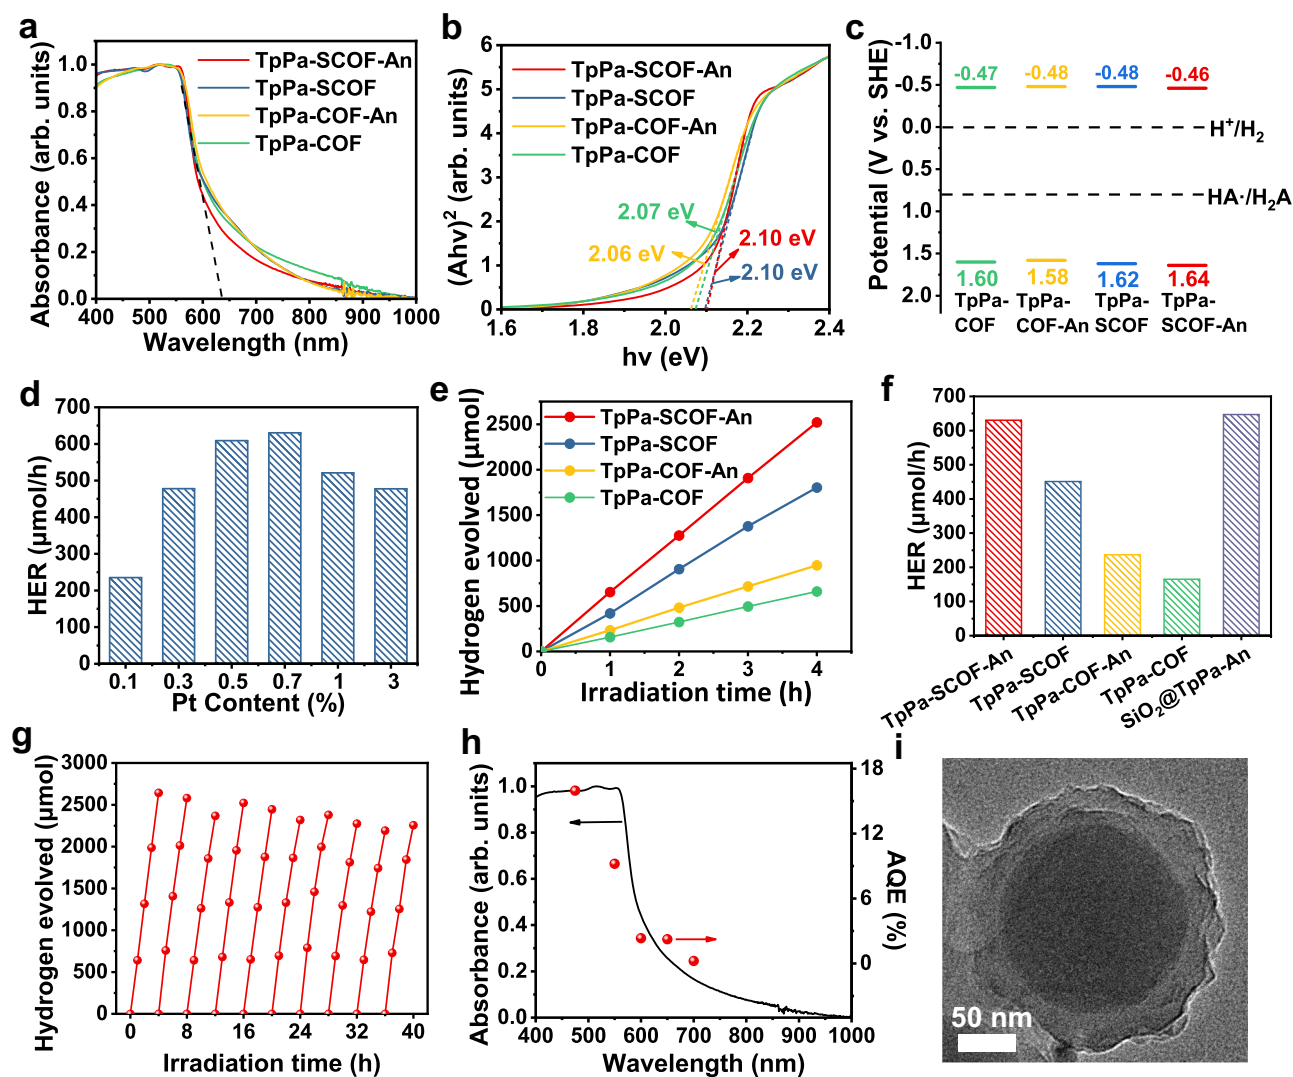 a
Absorbance (arb. units)
1.0
0.8
0.6
0.4
0.2
0.0
TpPa-SCOF-An
TpPa-SCOF
TpPa-COF-An
TpPa-COF
400 500 600 700 800 900 1000
Wavelength (nm)
b
(Ahν)² (arb. units)
6
5
4
3
2
1
0
TpPa-SCOF-An
TpPa-SCOF
TpPa-COF-An
TpPa-COF
2.07 eV
2.06 eV
2.10 eV
2.10 eV
1.6 1.8 2.0 2.2 2.4
hν (eV)
c
Potential (V vs. SHE)
-1.0
-0.5
0.0
0.5
1.0
1.5
2.0
-0.47 -0.48 -0.48 -0.46
H⁺/H₂
HA·/H₂A
1.60 1.58 1.62 1.64
TpPa- TpPa- TpPa- TpPa-
COF COF-An SCOF SCOF-An
d
HER (μmol/h)
700
600
500
400
300
200
100
0
0.1 0.3 0.5 0.7 1 3
Pt Content (%)
e
Hydrogen evolved (μmol)
2500
2000
1500
1000
500
0
TpPa-SCOF-An
TpPa-SCOF
TpPa-COF-An
TpPa-COF
0 1 2 3 4
Irradiation time (h)
f
HER (μmol/h)
700
600
500
400
300
200
100
0
TpPa-SCOF-An
TpPa-SCOF
TpPa-COF-An
TpPa-COF
SiO₂@TpPa-An
g
Hydrogen evolved (μmol)
3000
2500
2000
1500
1000
500
0
0 8 16 24 32 40
Irradiation time (h)
h
Absorbance (arb. units)
1.0
0.8
0.6
0.4
0.2
0.0
18
12
6
0
AQE (%)
400 500 600 700 800 900 1000
Wavelength (nm)
i
50 nm